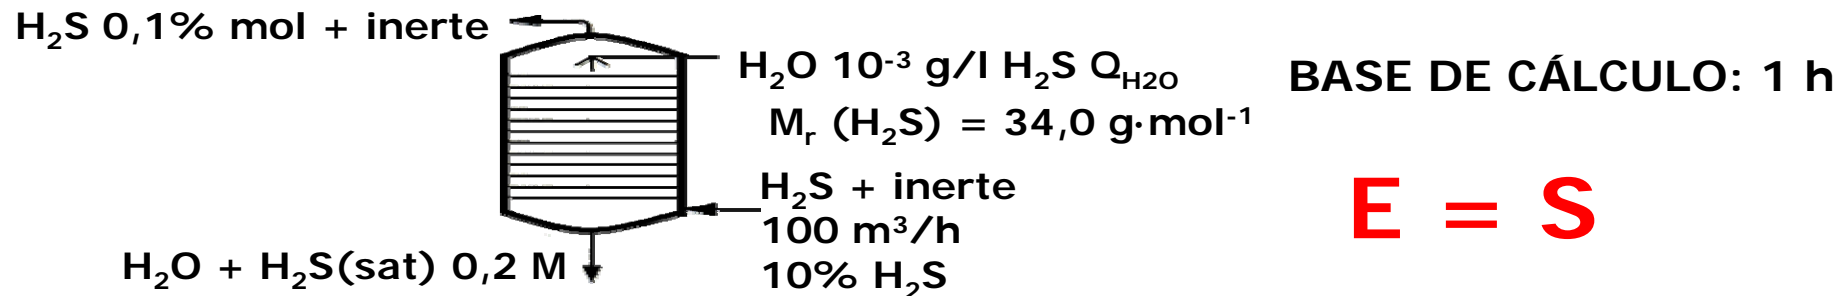 H₂S 0,1% mol + inerte
H₂O 10⁻³ g/l H₂S Q_H2O
BASE DE CÁLCULO: 1 h
Mᵣ (H₂S) = 34,0 g·mol⁻¹
H₂S + inerte
100 m³/h
10% H₂S
E = S
H₂O + H₂S(sat) 0,2 M